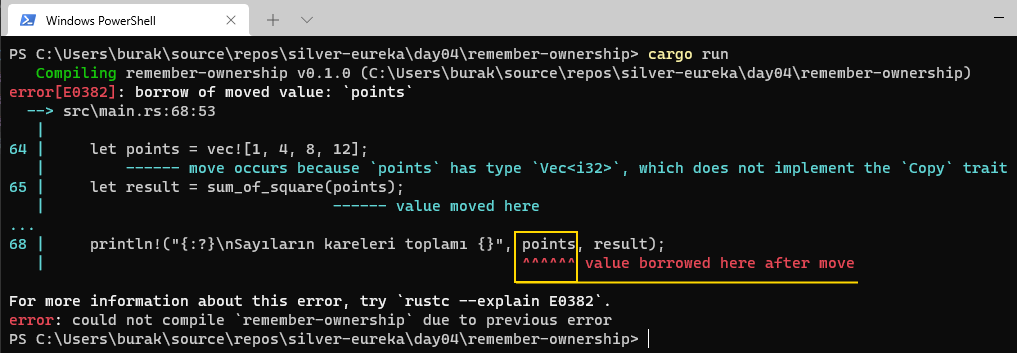 Windows PowerShell
PS C:\Users\burak\source\repos\silver-eureka\day04\remember-ownership> cargo run
   Compiling remember-ownership v0.1.0 (C:\Users\burak\source\repos\silver-eureka\day04\remember-ownership)
error[E0382]: borrow of moved value: `points`
  --> src\main.rs:68:53
   |
64 |     let points = vec![1, 4, 8, 12];
   |         ------ move occurs because `points` has type `Vec<i32>`, which does not implement the `Copy` trait
65 |     let result = sum_of_square(points);
   |                                ------ value moved here
...
68 |     println!("{:?}\nSayıların kareleri toplamı {}", points, result);
   |                                                     ^^^^^^ value borrowed here after move
For more information about this error, try `rustc --explain E0382`.
error: could not compile `remember-ownership` due to previous error
PS C:\Users\burak\source\repos\silver-eureka\day04\remember-ownership>